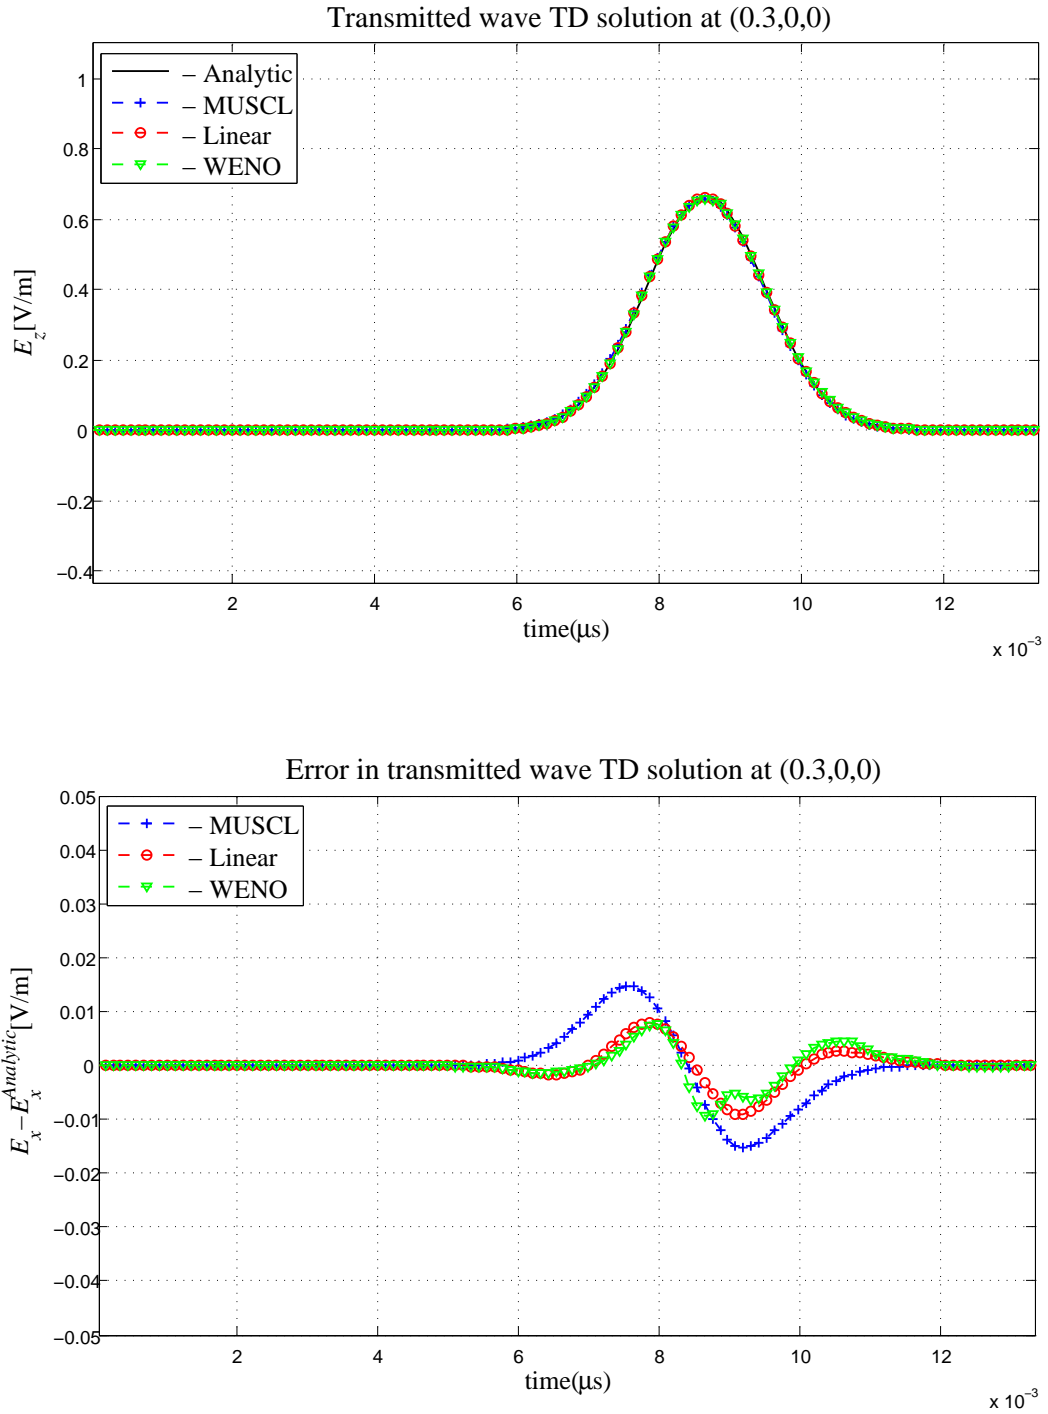 Transmitted wave TD solution at (0.3,0,0)
– Analytic
– MUSCL
– Linear
– WENO
1
0.8
0.6
0.4
0.2
0
−0.2
−0.4
E_z[V/m]
2 4 6 8 10 12
time(μs)
x 10⁻³
Error in transmitted wave TD solution at (0.3,0,0)
– MUSCL
– Linear
– WENO
0.05
0.04
0.03
0.02
0.01
0
−0.01
−0.02
−0.03
−0.04
−0.05
E_x−E_x^Analytic[V/m]
2 4 6 8 10 12
time(μs)
x 10⁻³